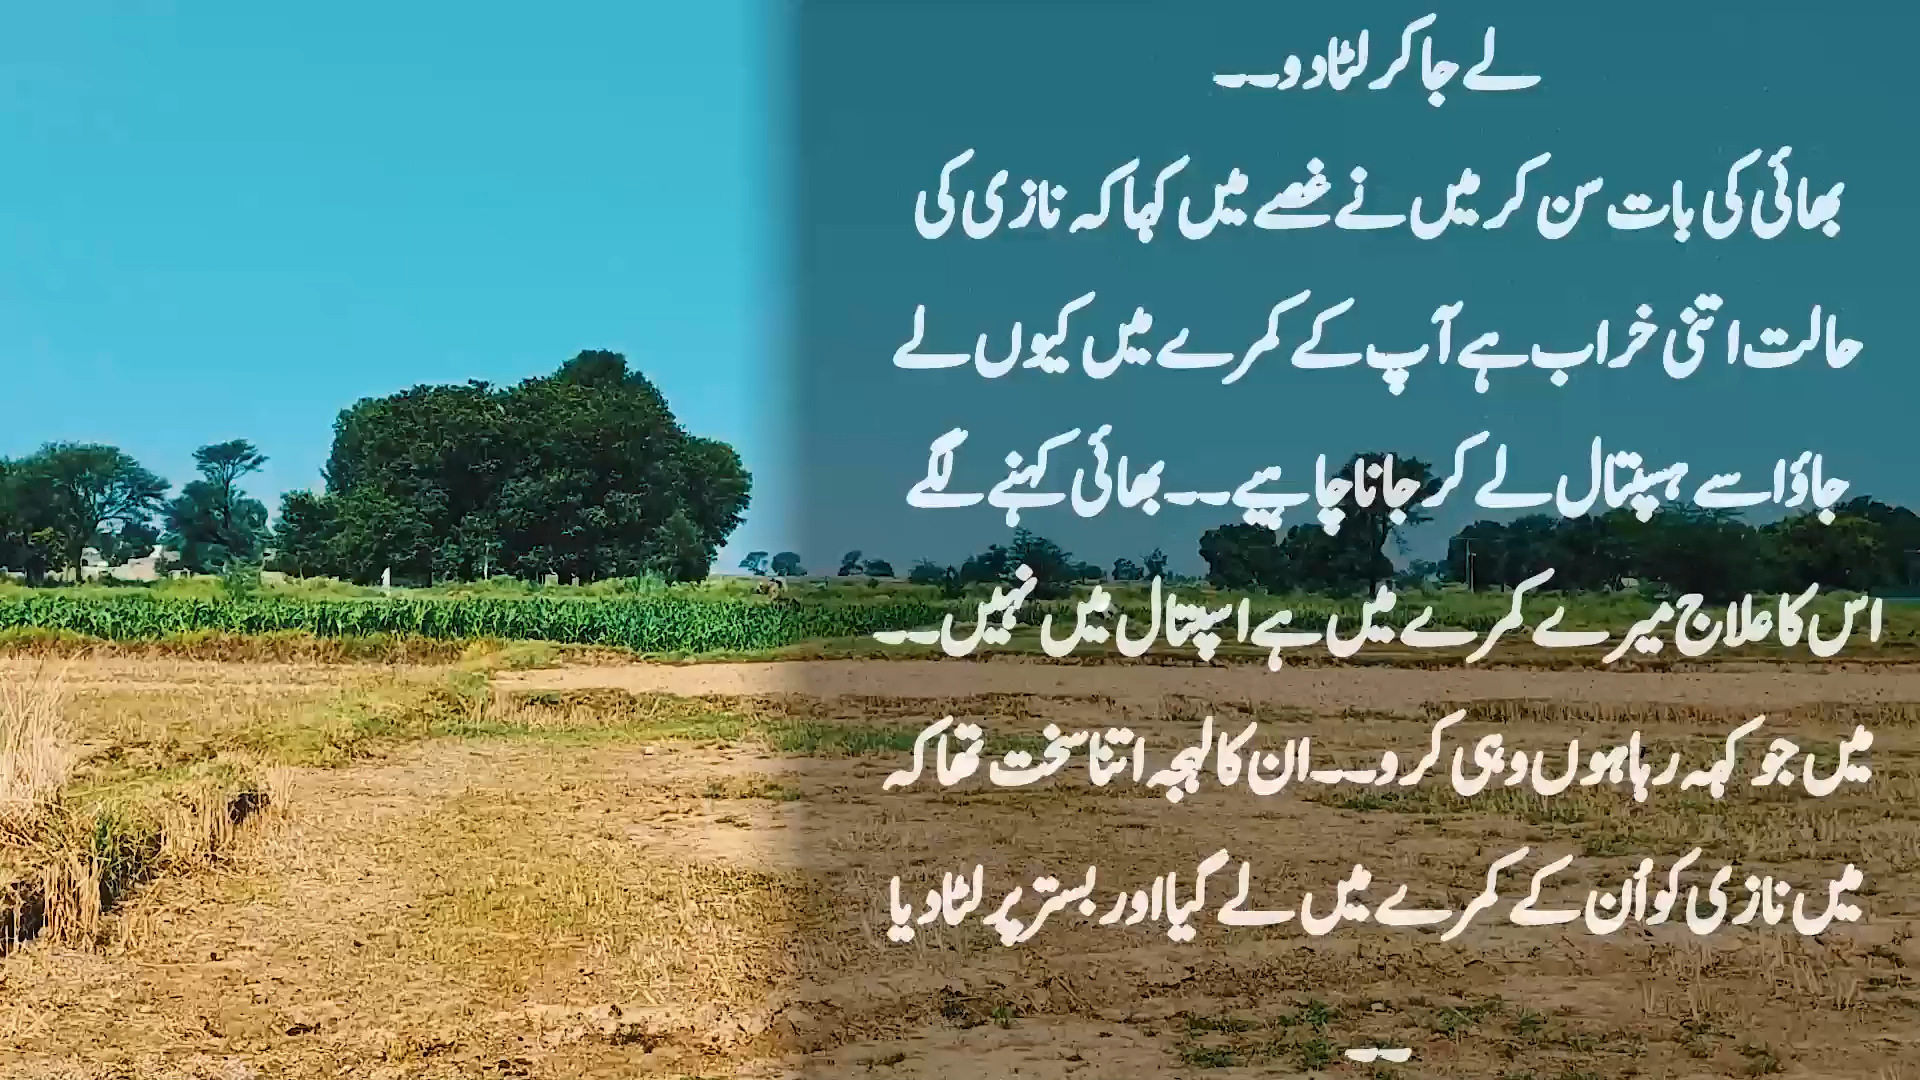 لے جا کر لٹا دو۔۔
بھائی کی بات سن کر میں نے غصے میں کہا کہ نازی کی
حالت اتنی خراب ہے آپ کے کمرے میں کیوں لے
جاؤ اسے ہسپتال لے کر جانا چاہیے۔۔ بھائی کہنے لگے
اس کا علاج میرے کمرے میں ہے اسپتال میں نہیں۔۔
میں جو کہہ رہا ہوں وہی کرو۔۔ ان کا لہجہ اتنا سخت تھا کہ
میں نازی کو اُن کے کمرے میں لے گیا اور بستر پر لٹا دیا
۔۔